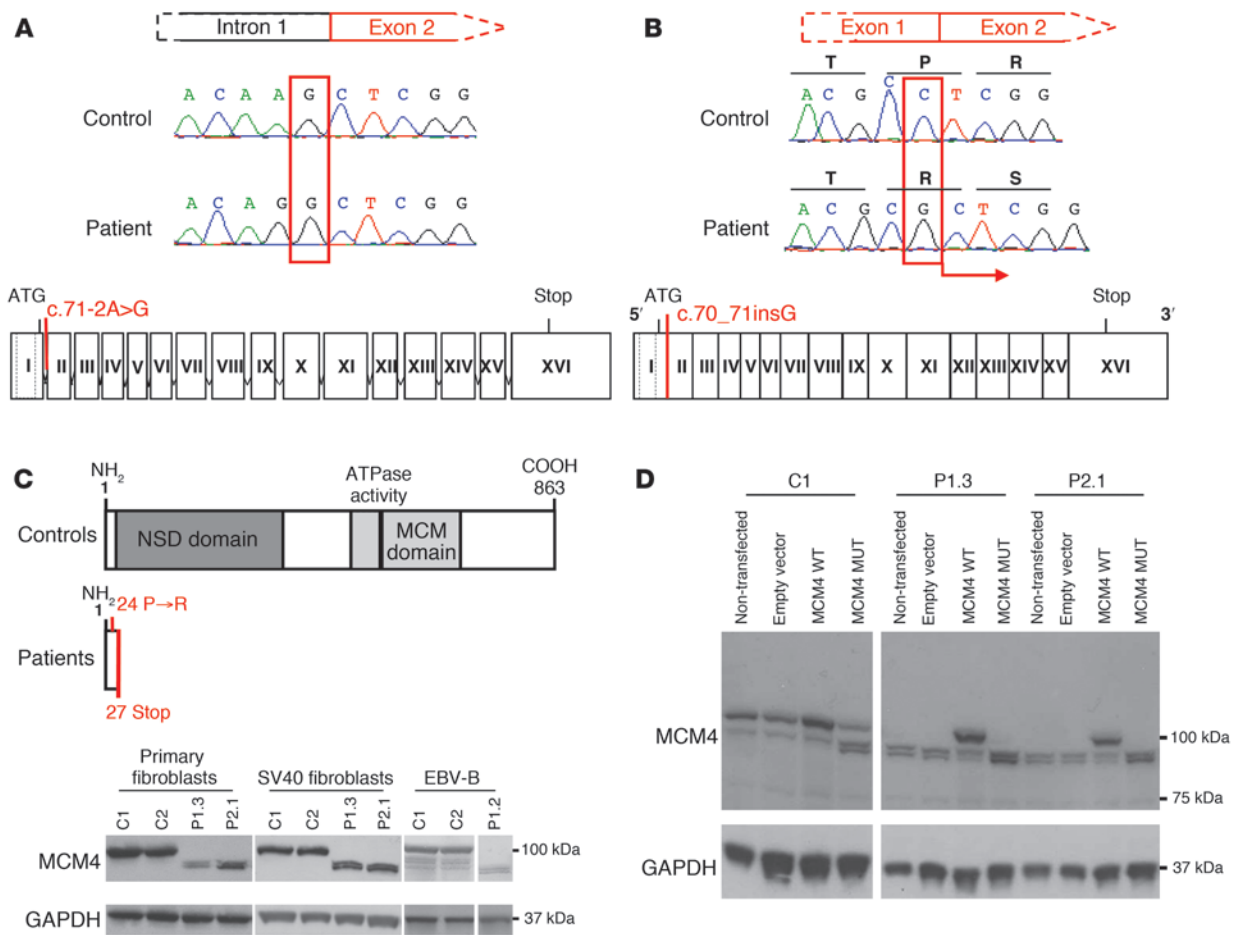 A
Intron 1 Exon 2
A C A A G C T C G G
Control
A C A G G C T C G G
Patient
ATG
c.71-2A>G
Stop
I II III IV V VI VII VIII IX X XI XII XIII XIV XV XVI
B
Exon 1 Exon 2
T P R
A C G C C T C G G
Control
T R S
A C G C G C T C G G
Patient
5′ ATG
c.70_71insG
Stop 3′
I II III IV V VI VII VIII IX X XI XII XIII XIV XV XVI
C
NH2
1
ATPase
activity
COOH
863
Controls
NSD domain
MCM
domain
NH2
1
24 P→R
Patients
27 Stop
Primary
fibroblasts
SV40 fibroblasts
EBV-B
C1 C2 P1.3 P2.1 C1 C2 P1.3 P2.1 C1 C2 P1.2
MCM4
100 kDa
GAPDH
37 kDa
D
C1 P1.3 P2.1
Non-transfected
Empty vector
MCM4 WT
MCM4 MUT
Non-transfected
Empty vector
MCM4 WT
MCM4 MUT
Non-transfected
Empty vector
MCM4 WT
MCM4 MUT
MCM4
100 kDa
75 kDa
GAPDH
37 kDa